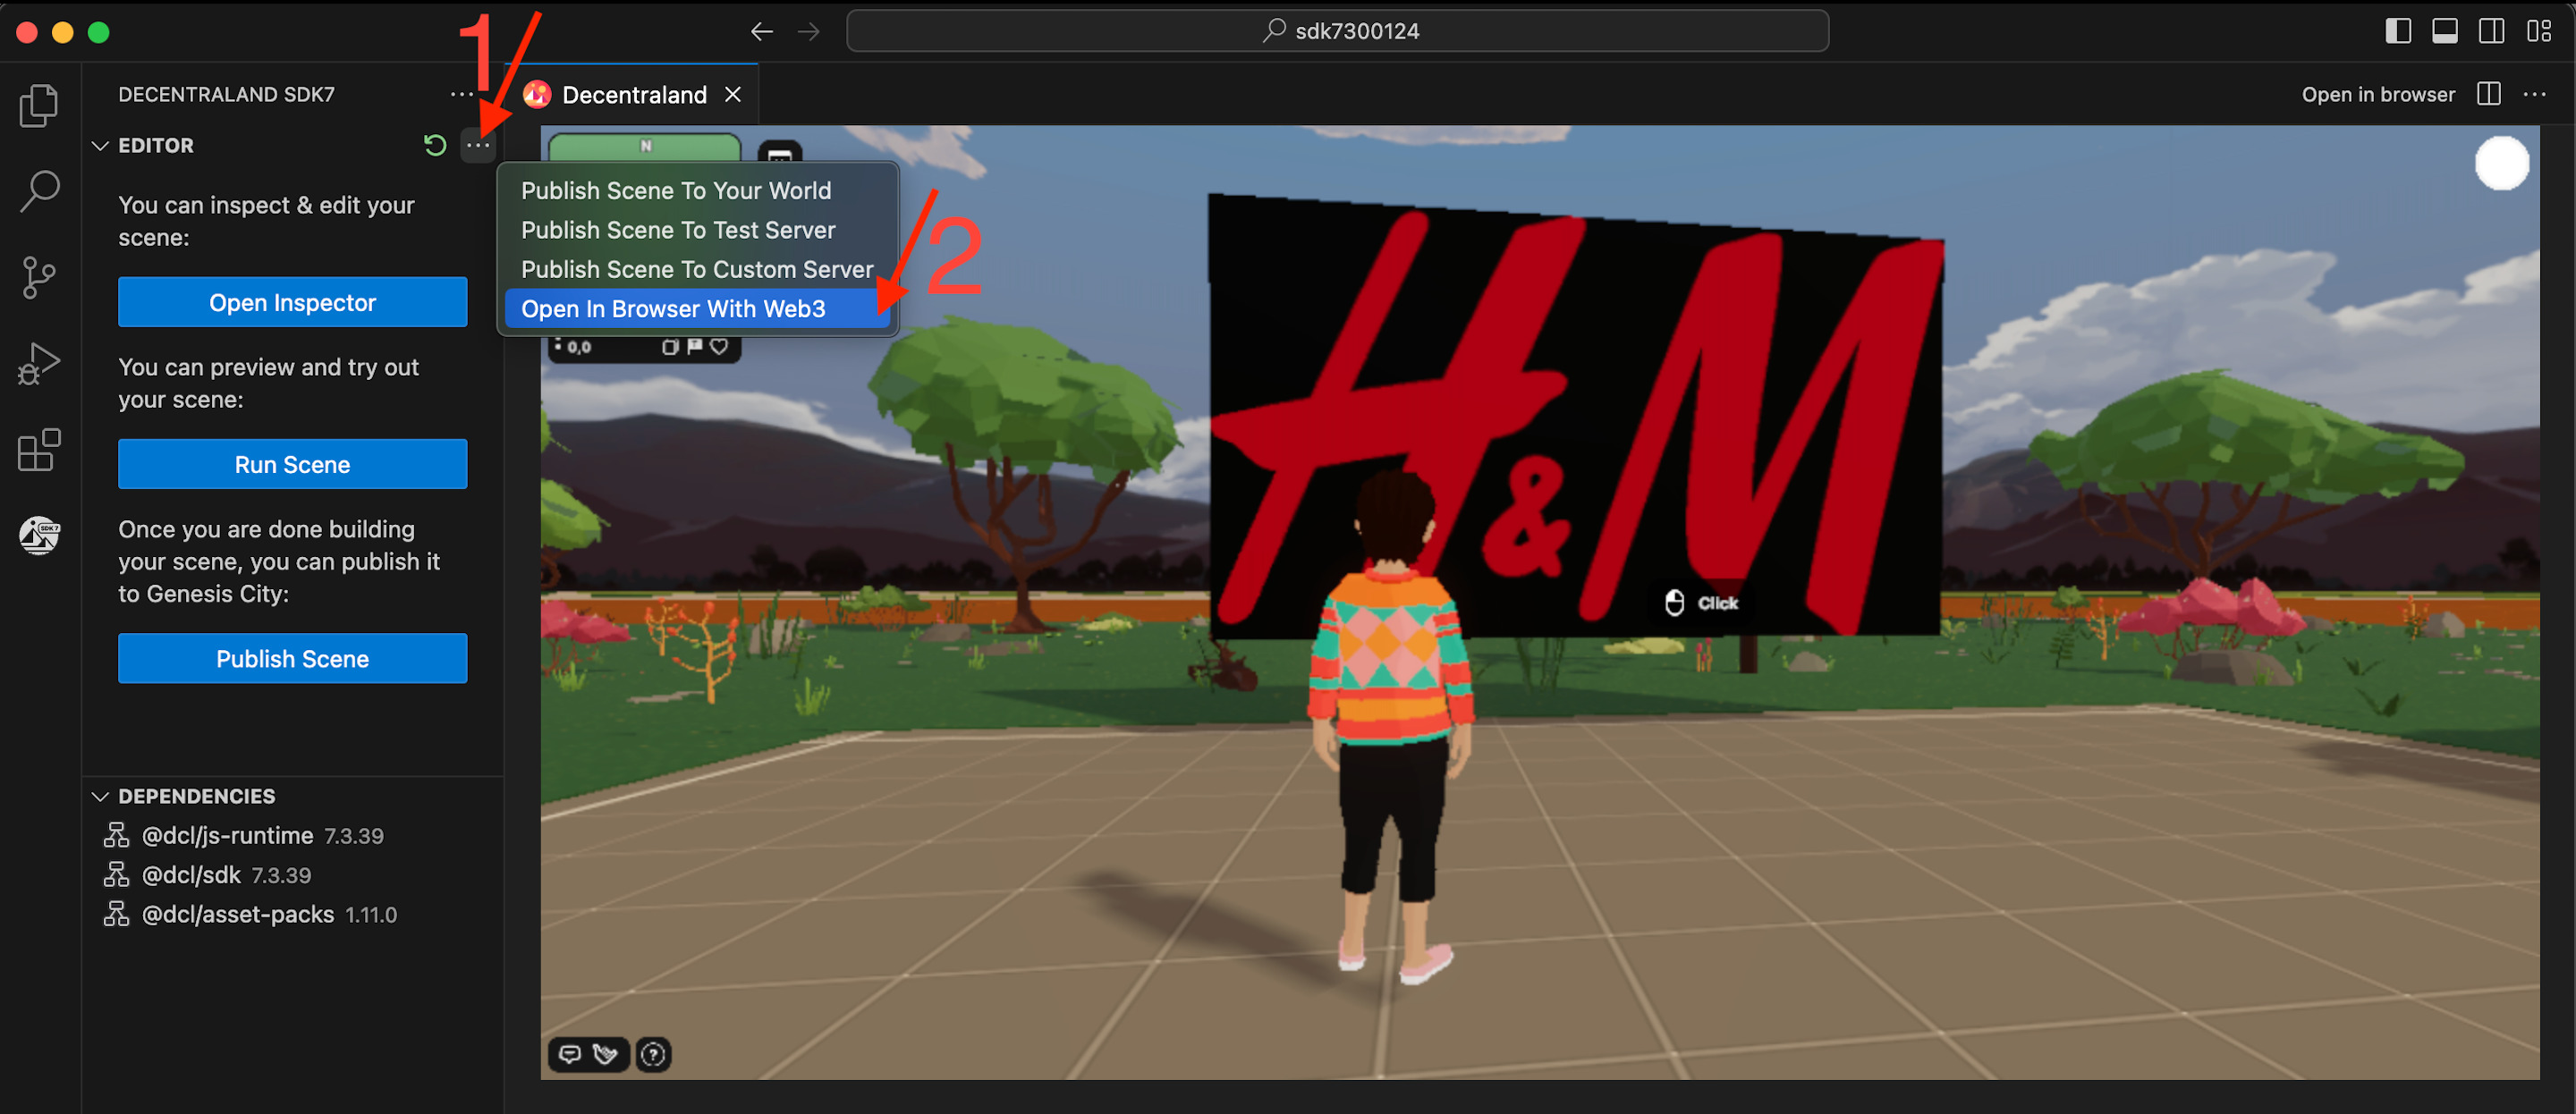 1
sdk7300124
DECENTRALAND SDK7
Decentraland
Open in browser
EDITOR
You can inspect & edit your
scene:
Open Inspector
You can preview and try out
your scene:
Run Scene
Once you are done building
your scene, you can publish it
to Genesis City:
Publish Scene
DEPENDENCIES
@dcl/js-runtime 7.3.39
@dcl/sdk 7.3.39
@dcl/asset-packs 1.11.0
N
Publish Scene To Your World
Publish Scene To Test Server
Publish Scene To Custom Server
Open In Browser With Web3
2
0,0
H&M
Click
?
SDK 7